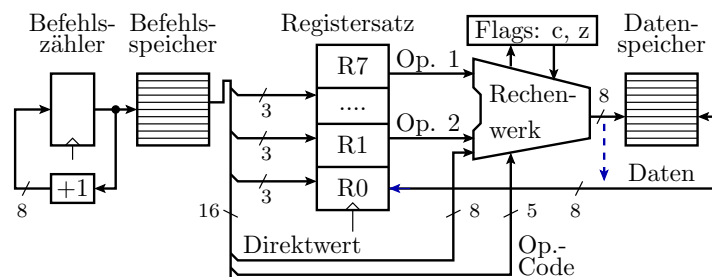 Befehls-
zähler
Befehls-
speicher
Registersatz
Flags: c, z
Daten-
speicher
R7
Op. 1
Rechen-
werk
8
3
....
3
R1
Op. 2
+1
8
3
R0
Daten
16
8
5
8
Direktwert
Op.-
Code